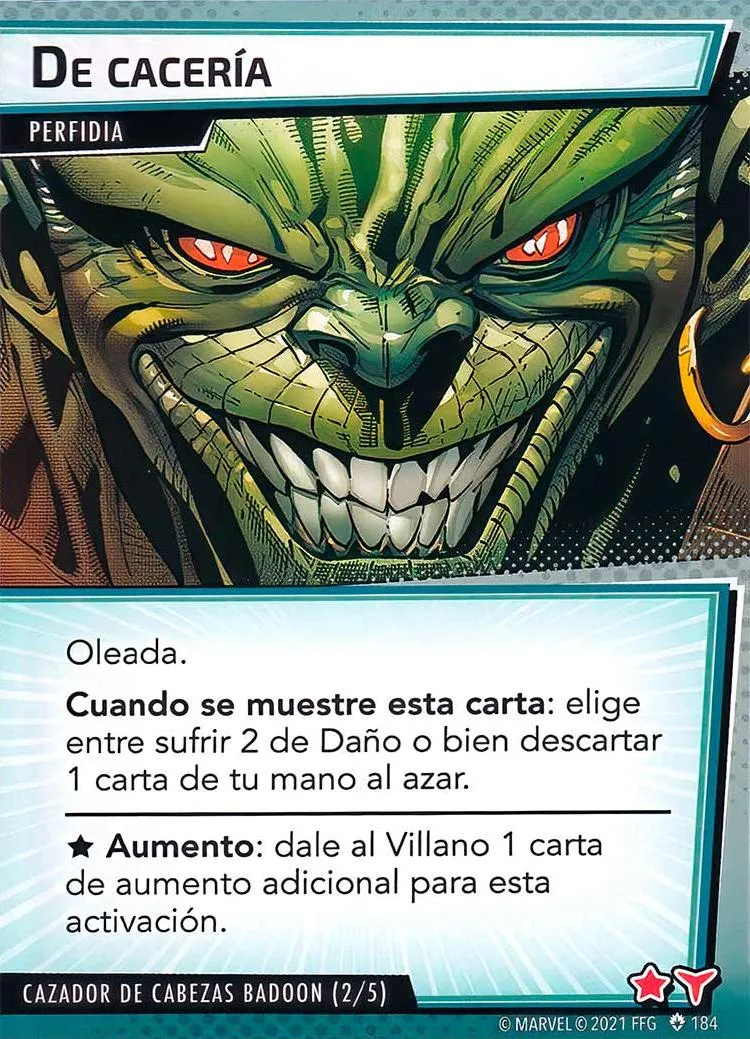 DE CACERÍA
PERFIDIA
Oleada.
Cuando se muestre esta carta: elige
entre sufrir 2 de Daño o bien descartar
1 carta de tu mano al azar.
★ Aumento: dale al Villano 1 carta
de aumento adicional para esta
activación.
CAZADOR DE CABEZAS BADOON (2/5)
© MARVEL © 2021 FFG 184